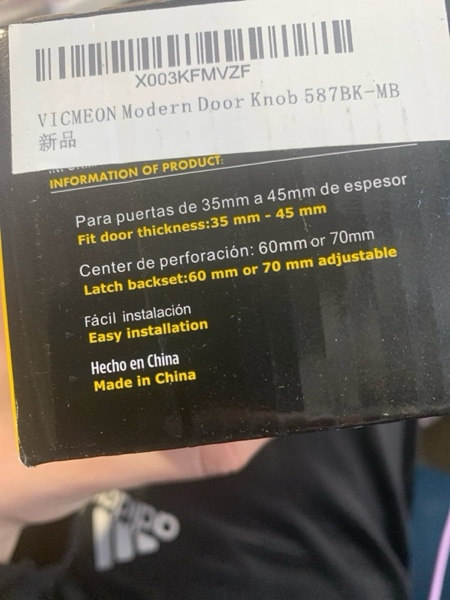 X003KFMVZF
VICMEON Modern Door Knob 587BK-MB
新品
INFORMATION OF PRODUCT:
Para puertas de 35mm a 45mm de espesor
Fit door thickness:35 mm - 45 mm
Center de perforación: 60mm or 70mm
Latch backset:60 mm or 70 mm adjustable
Fácil instalación
Easy installation
Hecho en China
Made in China
adidas